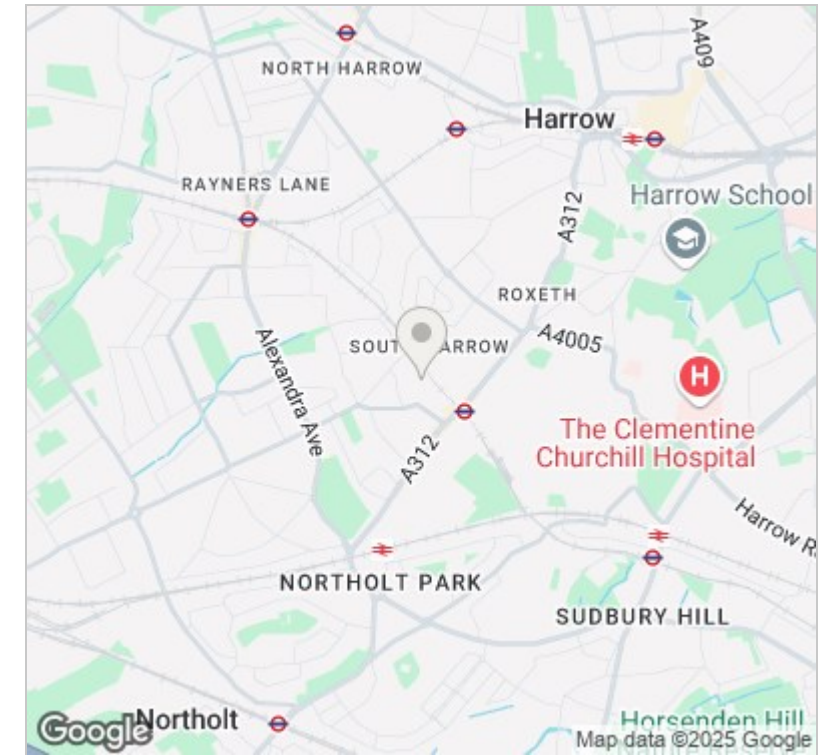 A409
NORTH HARROW
Harrow
RAYNERS LANE
Harrow School
A312
ROXETH
SOUT ARROW
A4005
Alexandra Ave
H
The Clementine
Churchill Hospital
A312
Harrow R
NORTHOLT PARK
SUDBURY HILL
Northolt
Horsenden Hill
Google
Map data ©2025 Google